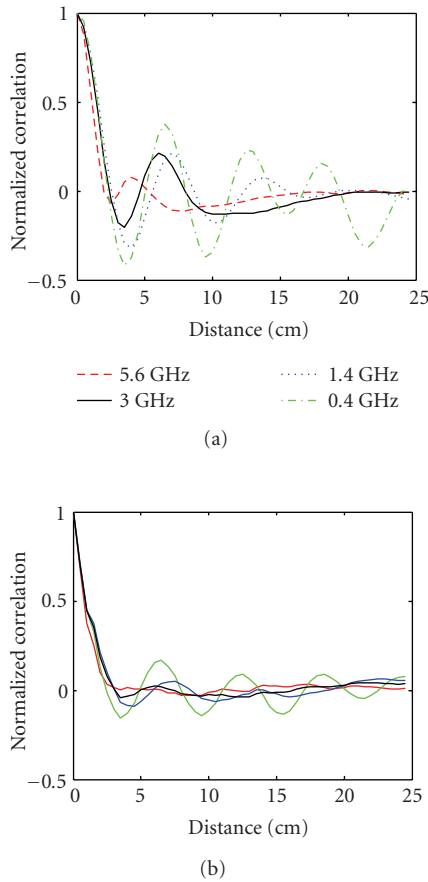 1
0.5
0
−0.5
Normalized correlation
0 5 10 15 20 25
Distance (cm)
5.6 GHz 1.4 GHz
3 GHz 0.4 GHz
(a)
1
0.5
0
−0.5
Normalized correlation
0 5 10 15 20 25
Distance (cm)
(b)